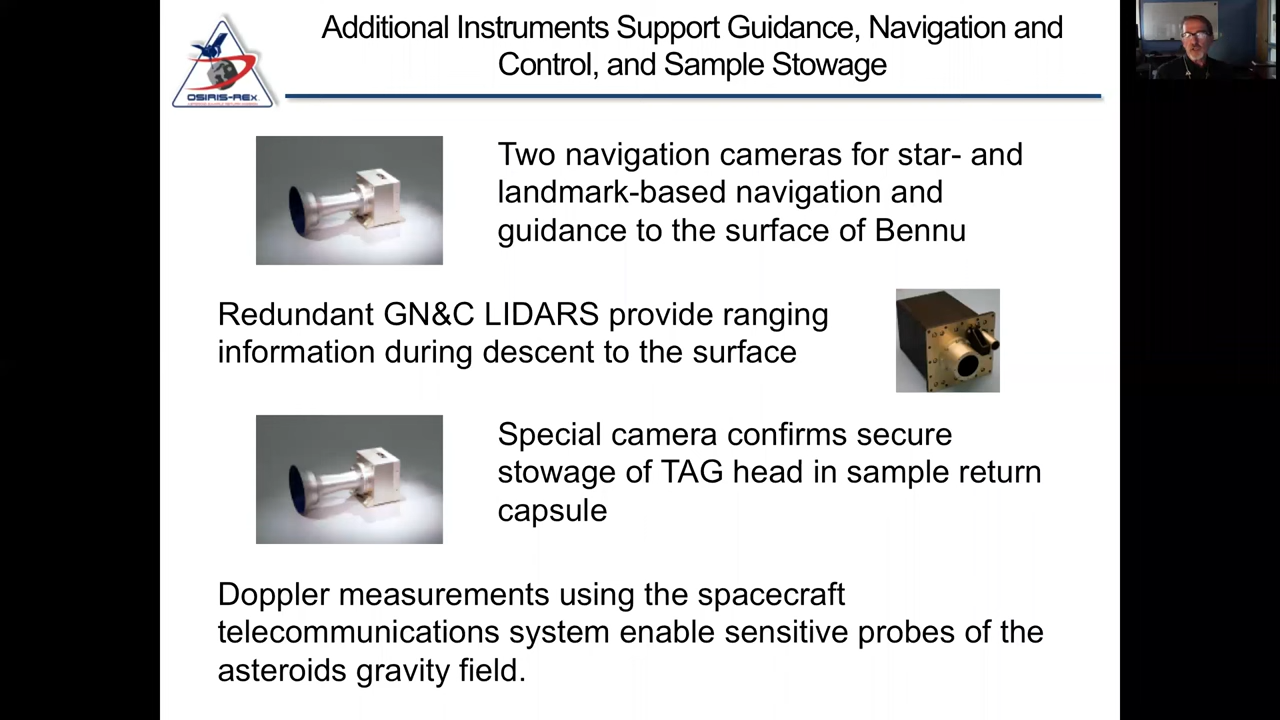 Additional Instruments Support Guidance, Navigation and
Control, and Sample Stowage
OSIRIS-REx
Two navigation cameras for star- and
landmark-based navigation and
guidance to the surface of Bennu
Redundant GN&C LIDARS provide ranging
information during descent to the surface
Special camera confirms secure
stowage of TAG head in sample return
capsule
Doppler measurements using the spacecraft
telecommunications system enable sensitive probes of the
asteroids gravity field.